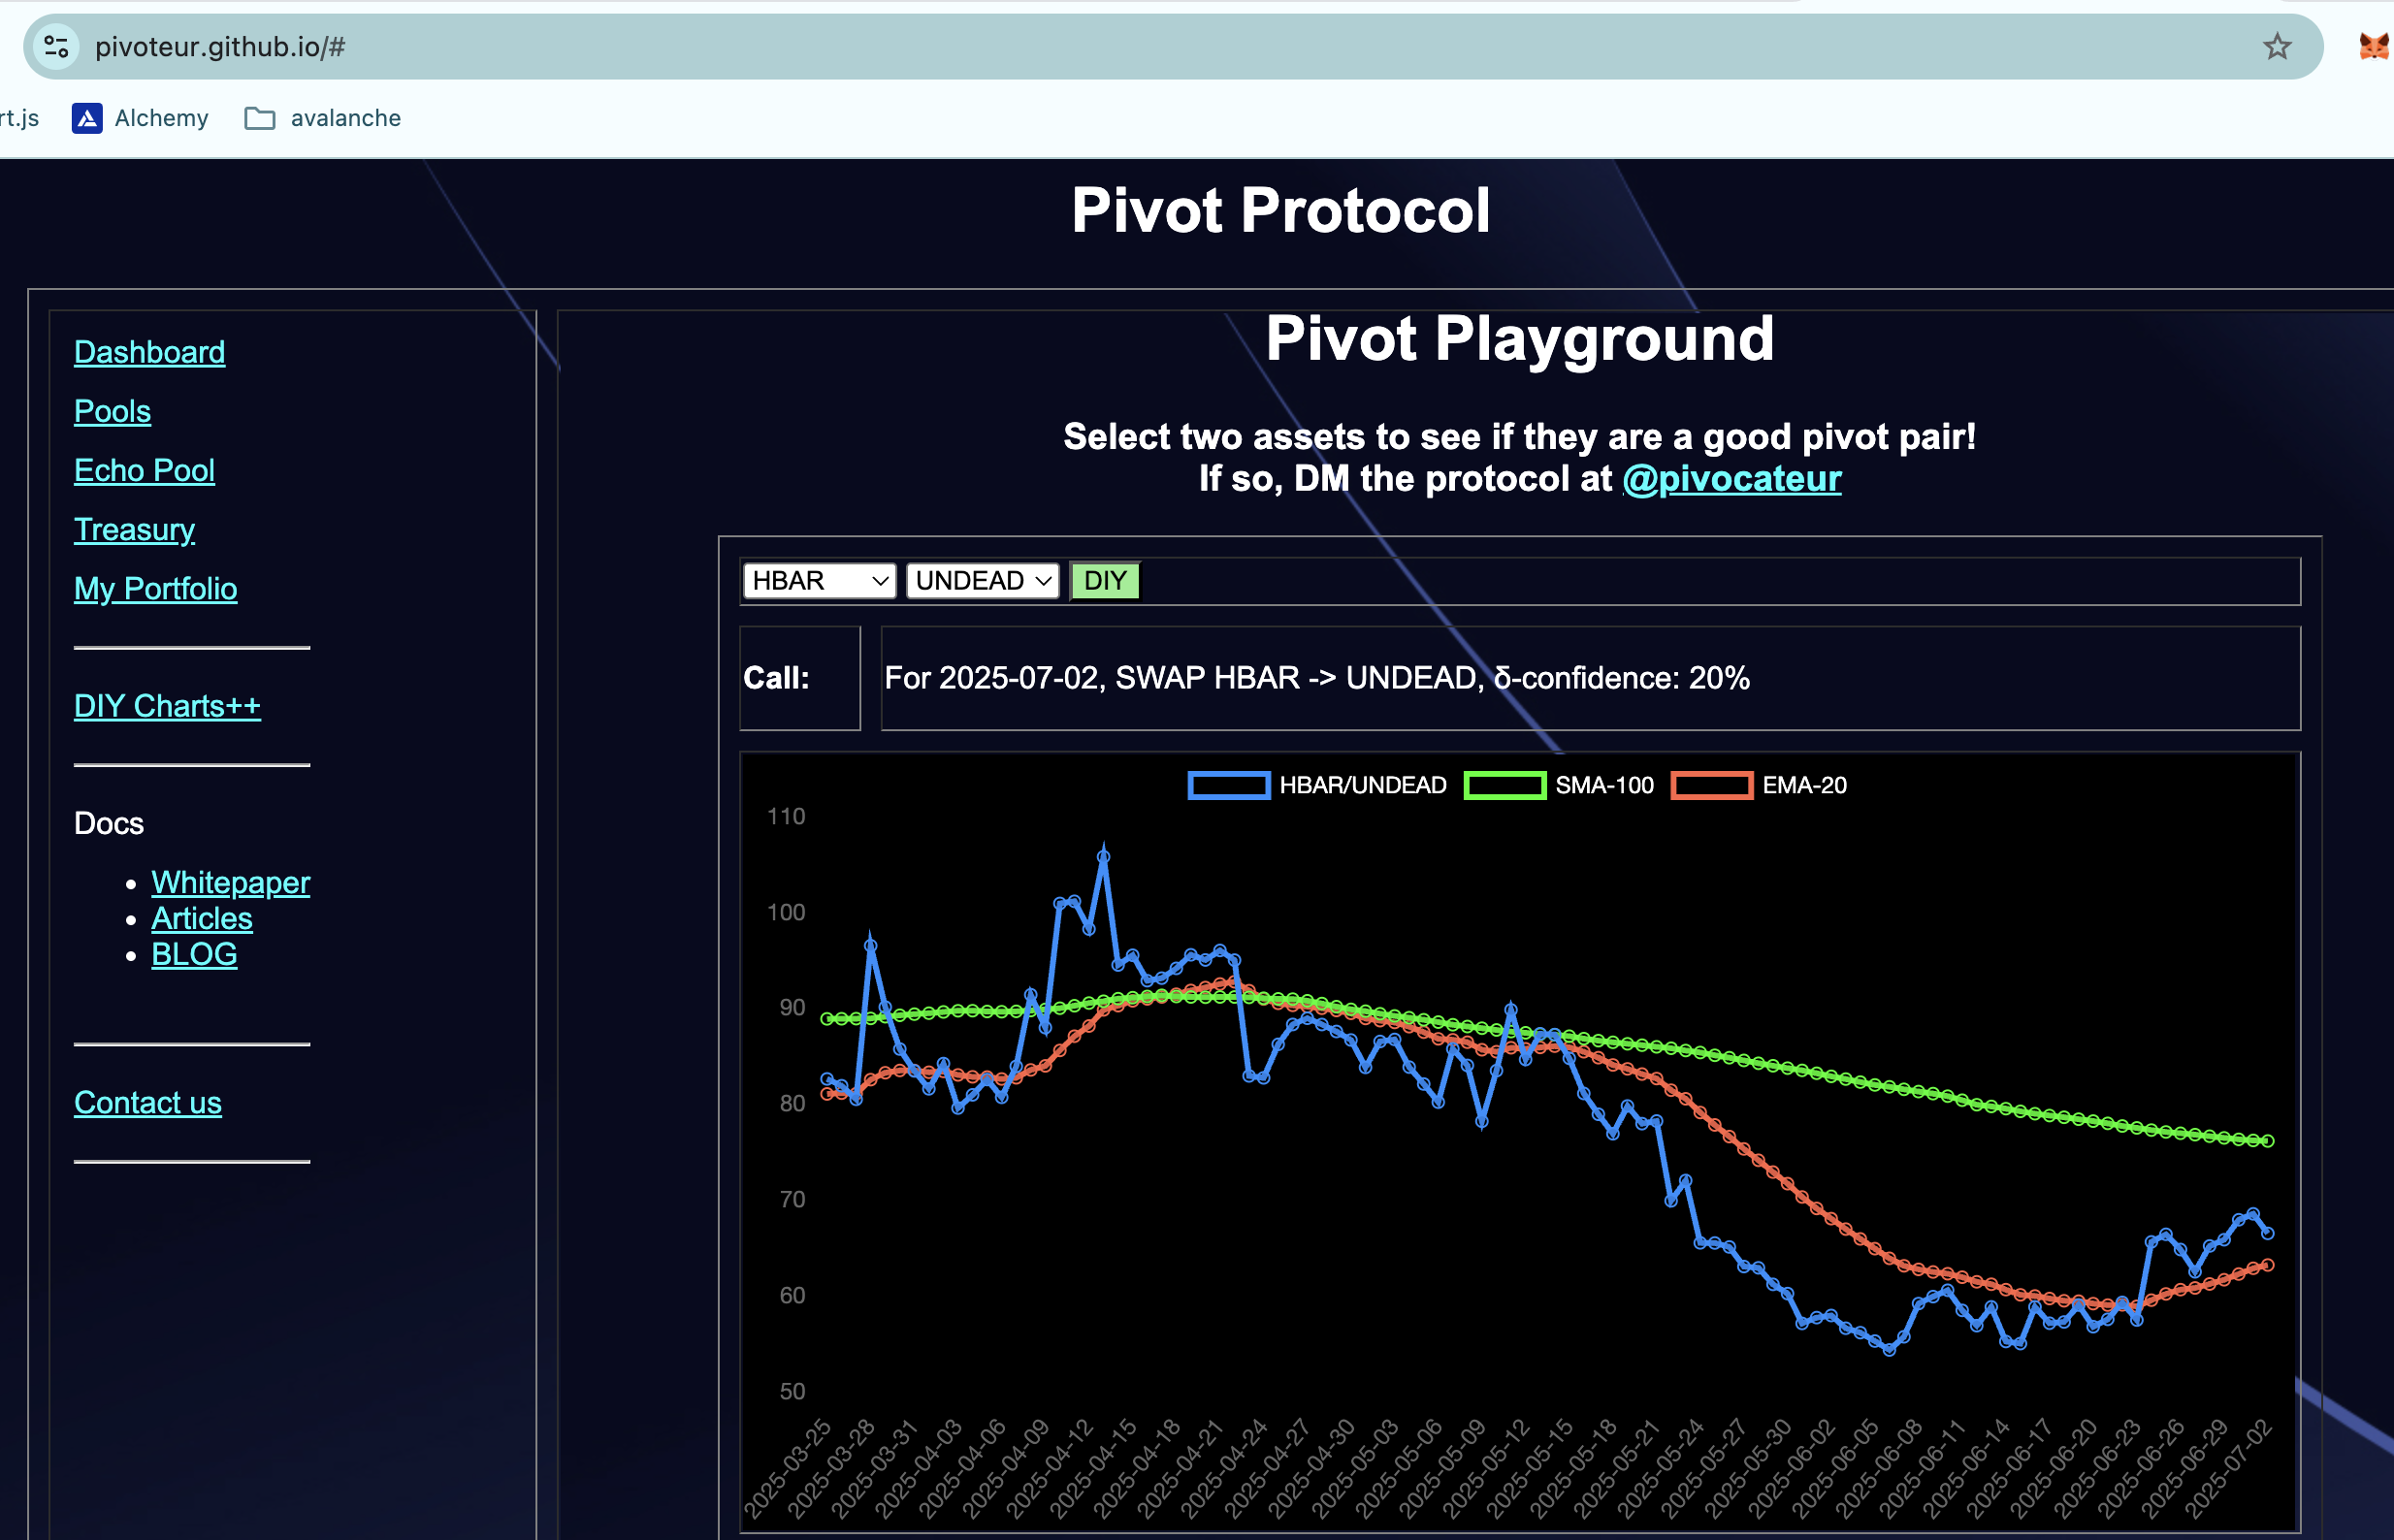 pivoteur.github.io/#
rt.js Alchemy avalanche
Pivot Protocol
Dashboard
Pools
Echo Pool
Treasury
My Portfolio
DIY Charts++
Docs
Whitepaper
Articles
BLOG
Contact us
Pivot Playground
Select two assets to see if they are a good pivot pair!
If so, DM the protocol at @pivocateur
HBAR UNDEAD DIY
Call: For 2025-07-02, SWAP HBAR -> UNDEAD, δ-confidence: 20%
HBAR/UNDEAD SMA-100 EMA-20
110
100
90
80
70
60
50
2025-03-25
2025-03-28
2025-03-31
2025-04-03
2025-04-06
2025-04-09
2025-04-12
2025-04-15
2025-04-18
2025-04-21
2025-04-24
2025-04-27
2025-04-30
2025-05-03
2025-05-06
2025-05-09
2025-05-12
2025-05-15
2025-05-18
2025-05-21
2025-05-24
2025-05-27
2025-05-30
2025-06-02
2025-06-05
2025-06-08
2025-06-11
2025-06-14
2025-06-17
2025-06-20
2025-06-23
2025-06-26
2025-06-29
2025-07-02